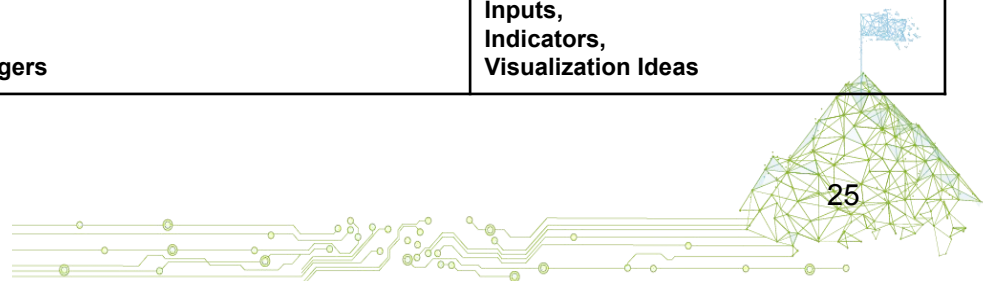 Inputs,
Indicators,
gers
Visualization Ideas
25